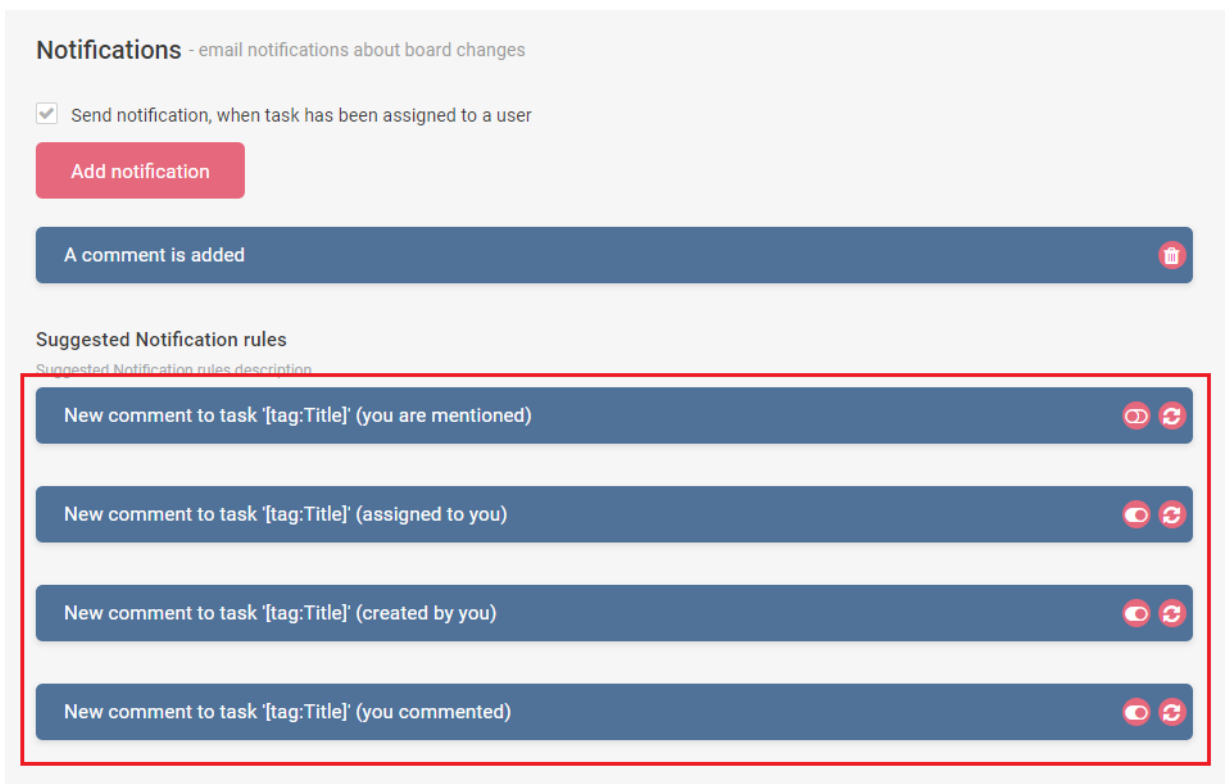 Notifications - email notifications about board changes
Send notification, when task has been assigned to a user
Add notification
A comment is added
Suggested Notification rules
Suggested Notification rules description
New comment to task '[tag:Title]' (you are mentioned)
New comment to task '[tag:Title]' (assigned to you)
New comment to task '[tag:Title]' (created by you)
New comment to task '[tag:Title]' (you commented)